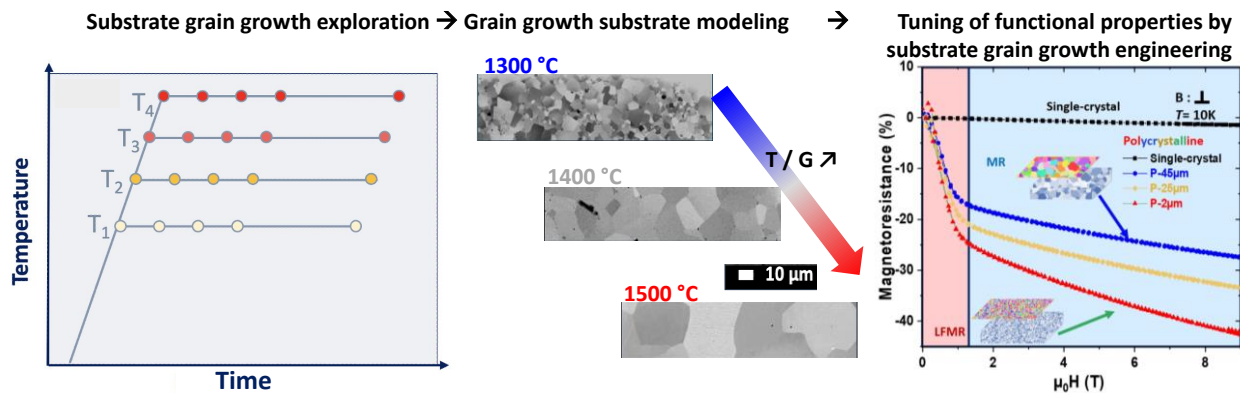 Substrate grain growth exploration → Grain growth substrate modeling → Tuning of functional properties by
substrate grain growth engineering
Temperature
T4
T3
T2
T1
Time
1300 °C
1400 °C
1500 °C
T / G ↗
10 µm
Magnetoresistance (%)
10
0
-10
-20
-30
-40
Single-crystal
B : ⊥
T= 10K
Polycrystalline
MR
Single-crystal
P-45µm
P-25µm
P-2µm
LFMR
0
2
4
6
8
µ₀H (T)